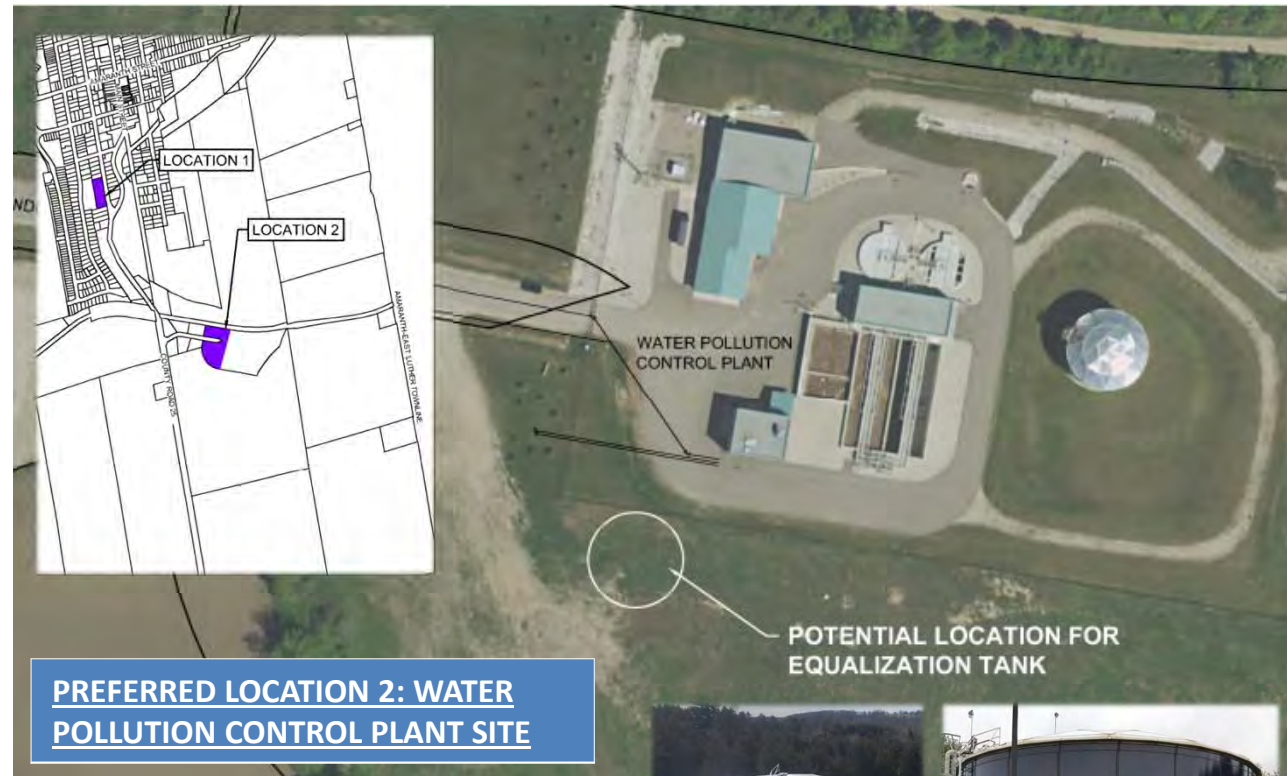 LOCATION 1
LOCATION 2
COUNTY ROAD 25
AMARANTH-EAST LUTHER TOWNLINE
WATER POLLUTION
CONTROL PLANT
POTENTIAL LOCATION FOR
EQUALIZATION TANK
PREFERRED LOCATION 2: WATER
POLLUTION CONTROL PLANT SITE